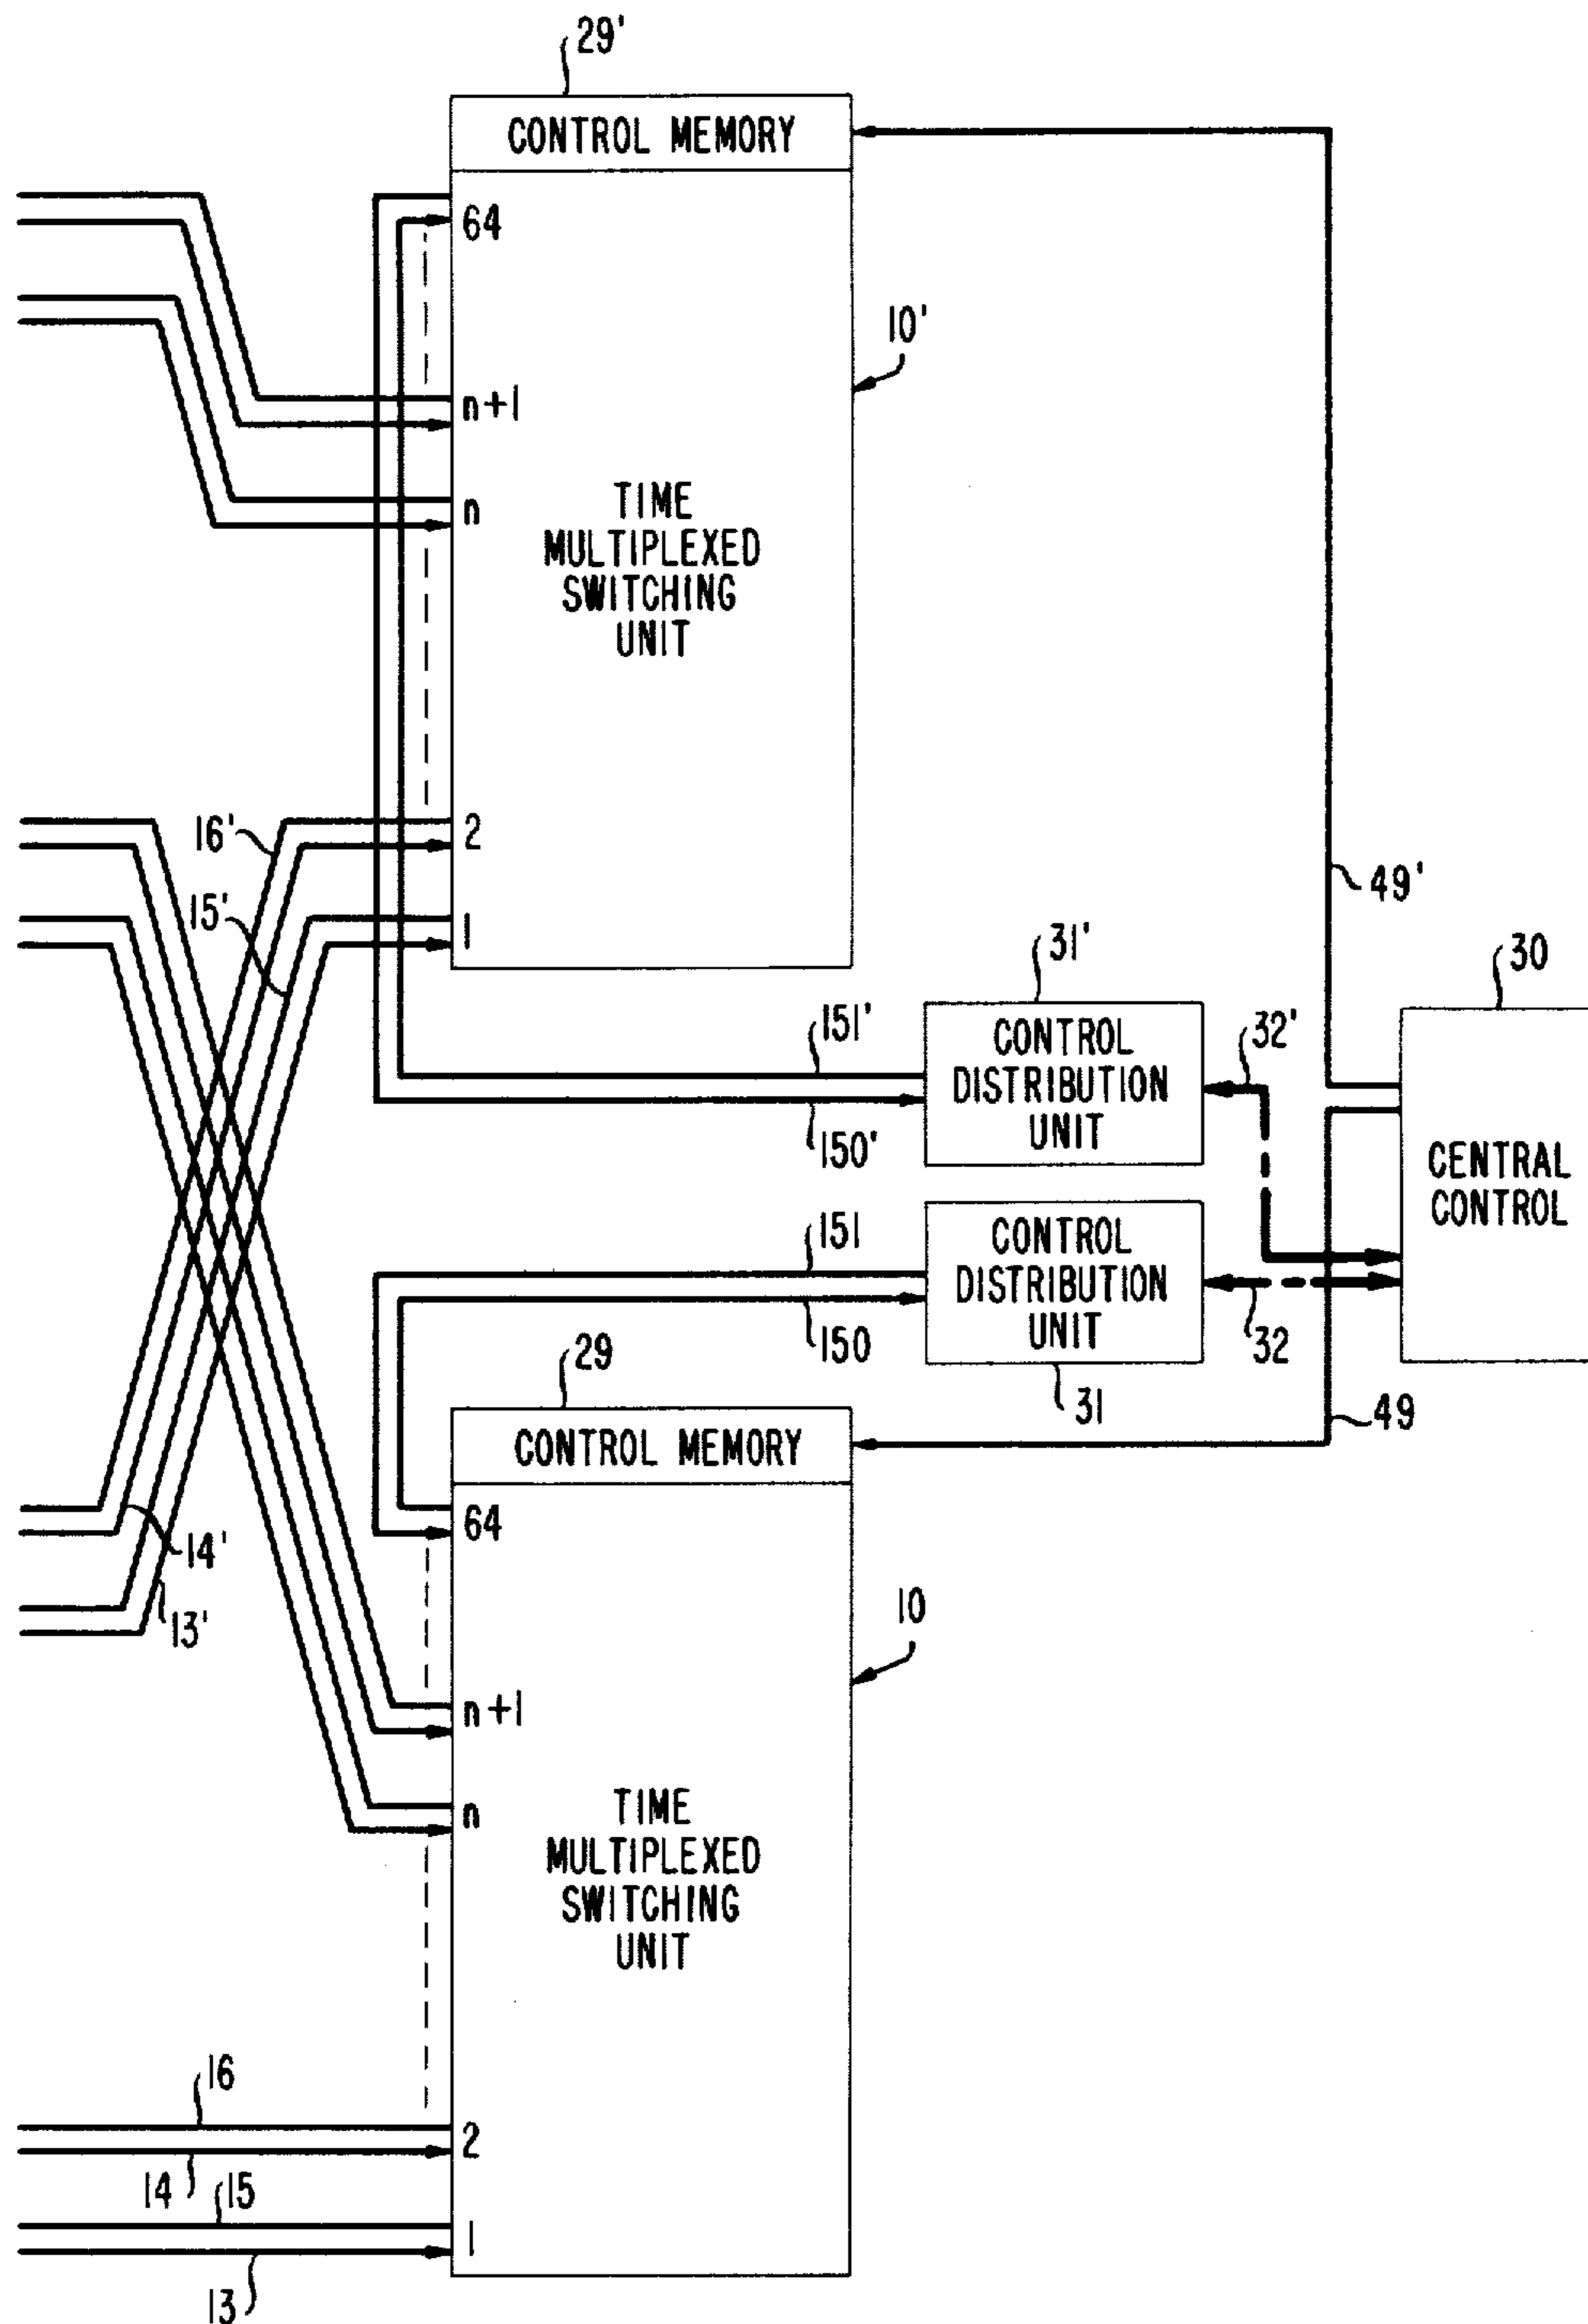 29'
CONTROL MEMORY
64
10'
n+1
n
TIME
MULTIPLEXED
SWITCHING
UNIT
16'
2
49'
15'
1
31'
30
151'
CONTROL
DISTRIBUTION
UNIT
32'
150'
CENTRAL
CONTROL
151
CONTROL
DISTRIBUTION
UNIT
150
32
29
31
49
CONTROL MEMORY
64
14'
13'
10
n+1
n
TIME
MULTIPLEXED
SWITCHING
UNIT
16
2
14
15
1
13